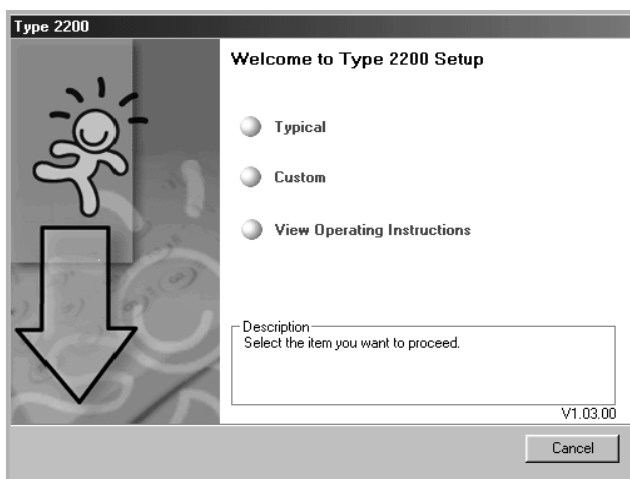 Type 2200
Welcome to Type 2200 Setup
Typical
Custom
View Operating Instructions
Description
Select the item you want to proceed.
V1.03.00
Cancel